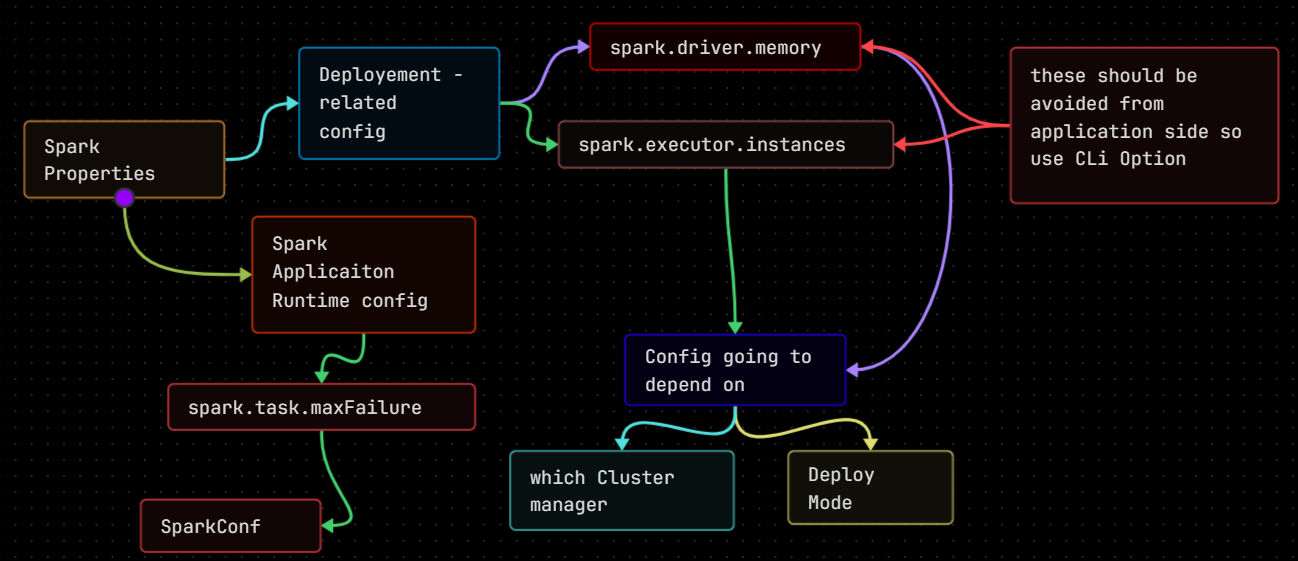 spark.driver.memory
Deployement -
related
config
these should be
avoided from
application side so
use CLi Option
Spark
Properties
spark.executor.instances
Spark
Applicaiton
Runtime config
Config going to
depend on
spark.task.maxFailure
which Cluster
manager
Deploy
Mode
SparkConf